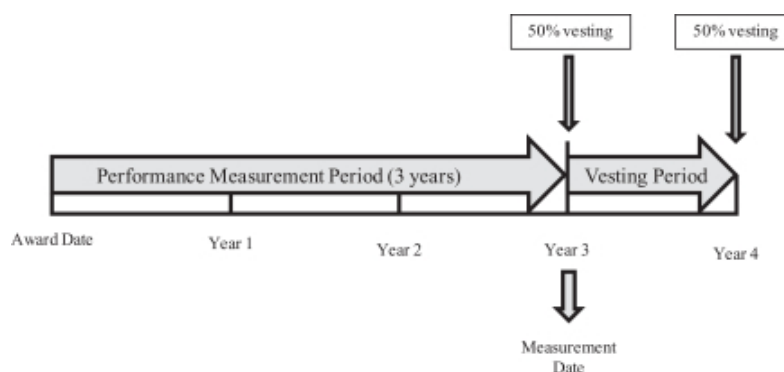 50% vesting
50% vesting
Performance Measurement Period (3 years)
Vesting Period
Award Date
Year 1
Year 2
Year 3
Year 4
Measurement
Date